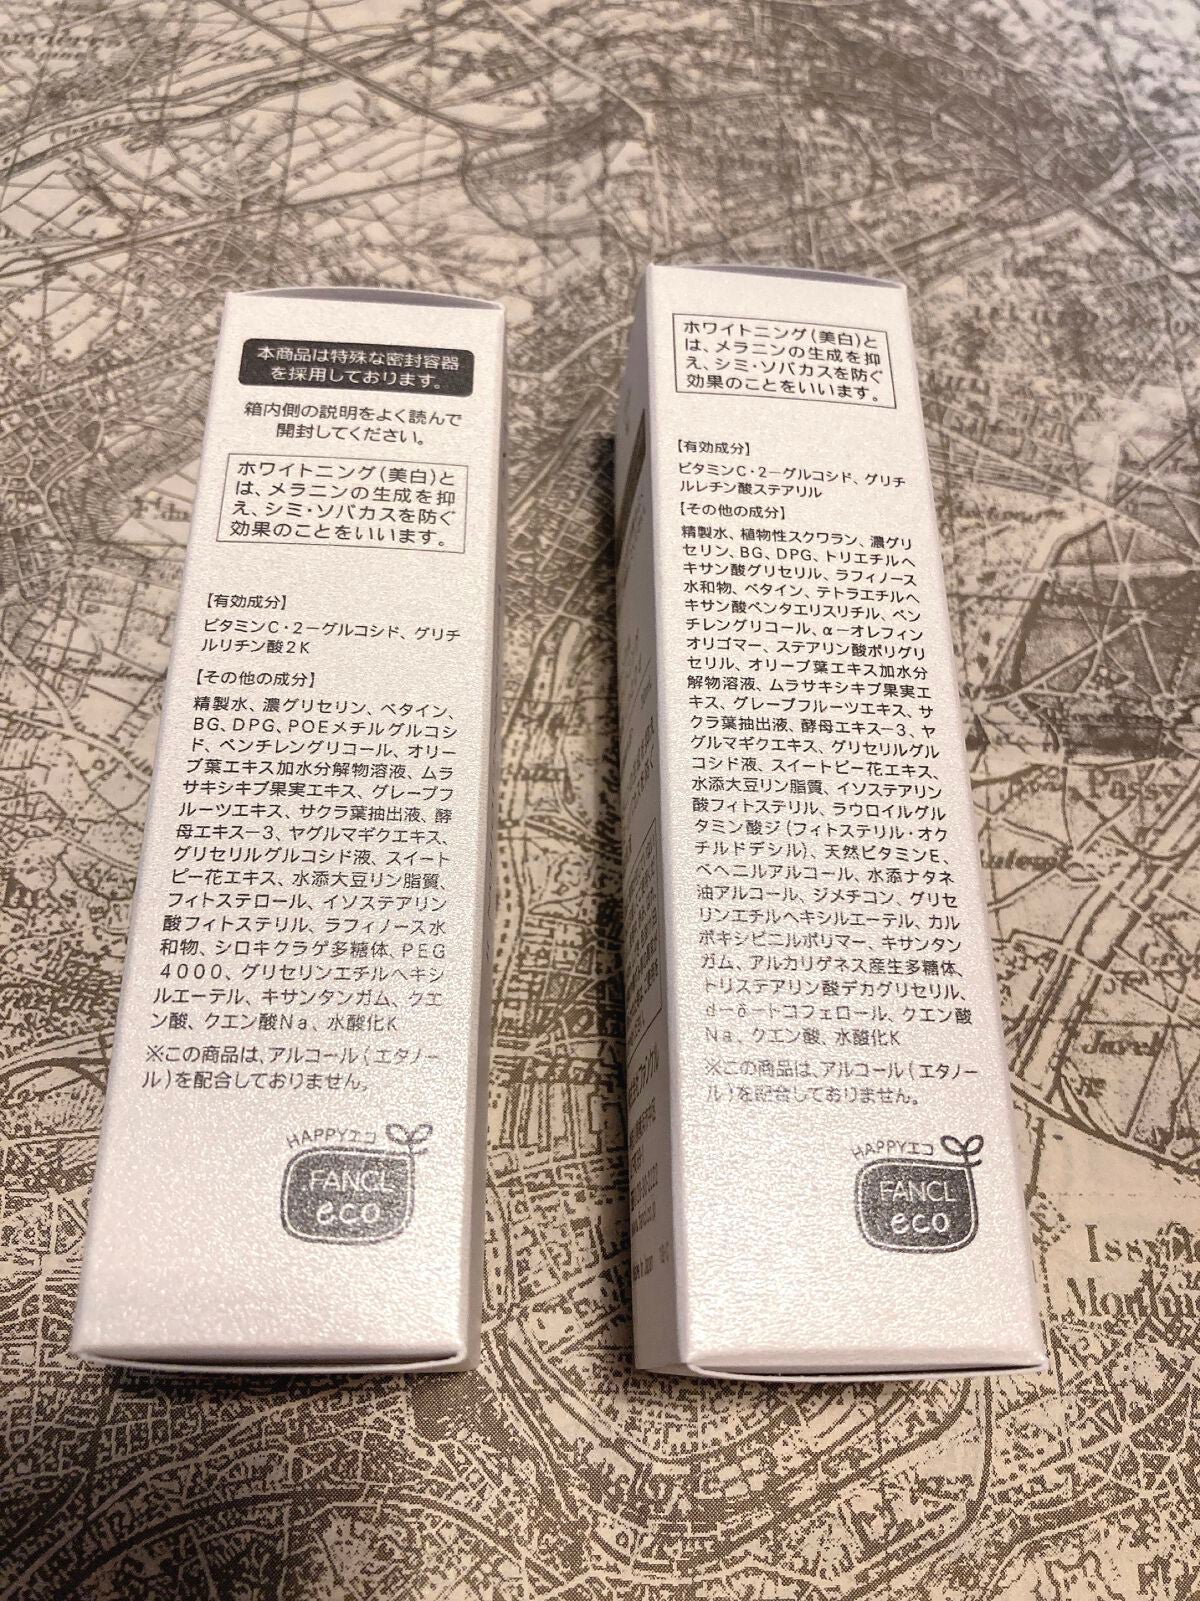 本商品は特殊な密封容器
を採用しております。
箱内側の説明をよく読んで
開封してください。
ホワイトニング(美白)と
は、メラニンの生成を抑
え、シミ・ソバカスを防ぐ
効果のことをいいます。
【有効成分】
ビタミンC・2−グルコシド、グリチ
ルリチン酸2K
【その他の成分】
精製水、濃グリセリン、ベタイン、
BG、DPG、POEメチルグルコシ
ド、ペンチレングリコール、オリー
ブ葉エキス加水分解物溶液、ムラ
サキシキブ果実エキス、グレープフ
ルーツエキス、サクラ葉抽出液、酵
母エキス−3、ヤグルマギクエキス、
グリセリルグルコシド液、スイート
ピー花エキス、水添大豆リン脂質、
フィトステロール、イソステアリン
酸フィトステリル、ラフィノース水
和物、シロキクラゲ多糖体、PEG
4000、グリセリンエチルヘキシ
ルエーテル、キサンタンガム、クエ
ン酸、クエン酸Na、水酸化K
※この商品は、アルコール(エタノー
ル)を配合しておりません。
HAPPYエコ
FANCL
eco
ホワイトニング(美白)と
は、メラニンの生成を抑
え、シミ・ソバカスを防ぐ
効果のことをいいます。
【有効成分】
ビタミンC・2−グルコシド、グリチ
ルレチン酸ステアリル
【その他の成分】
精製水、植物性スクワラン、濃グリ
セリン、BG、DPG、トリエチルヘ
キサン酸グリセリル、ラフィノース
水和物、ベタイン、テトラエチルヘ
キサン酸ペンタエリスリチル、ペン
チレングリコール、α−オレフィン
オリゴマー、ステアリン酸ポリグリ
セリル、オリーブ葉エキス加水分
解物溶液、ムラサキシキブ果実エ
キス、グレープフルーツエキス、サ
クラ葉抽出液、酵母エキス−3、ヤ
グルマギクエキス、グリセリルグル
コシド液、スイートピー花エキス、
水添大豆リン脂質、イソステアリン
酸フィトステリル、ラウロイルグル
タミン酸ジ(フィトステリル・オク
チルドデシル)、天然ビタミンE、
ベヘニルアルコール、水添ナタネ
油アルコール、ジメチコン、グリセ
リンエチルヘキシルエーテル、カル
ボキシビニルポリマー、キサンタン
ガム、アルカリゲネス産生多糖体、
トリステアリン酸デカグリセリル、
d−δ−トコフェロール、クエン酸
Na、クエン酸、水酸化K
※この商品は、アルコール(エタノー
ル)を配合しておりません。
HAPPYエコ
FANCL
eco
Javel